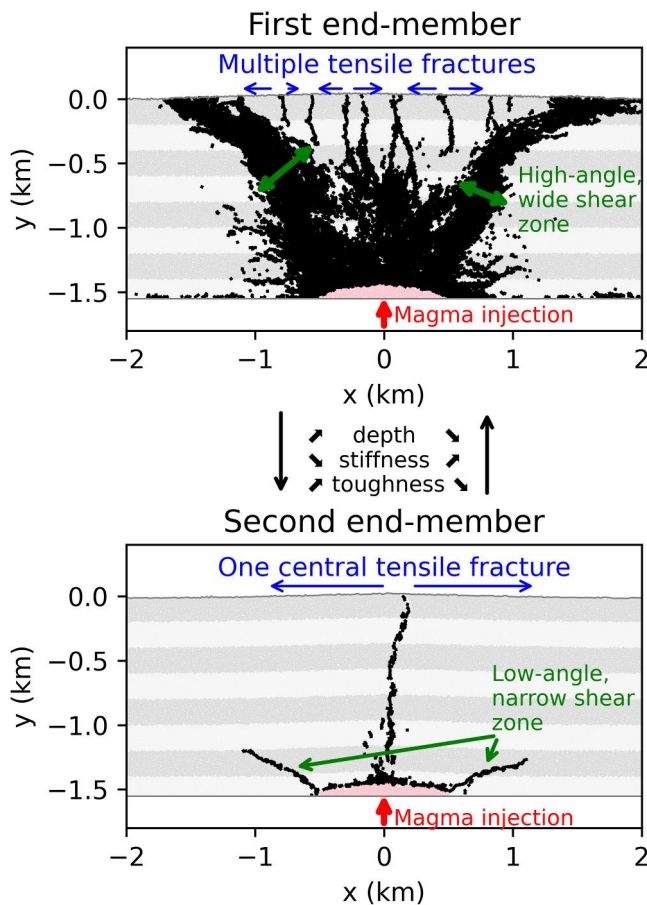 First end-member
Multiple tensile fractures
0.0
−0.5
−1.0
−1.5
y (km)
High-angle,
wide shear
zone
Magma injection
−2 −1 0 1 2
x (km)
depth
stiffness
toughness
Second end-member
One central tensile fracture
0.0
−0.5
−1.0
−1.5
y (km)
Low-angle,
narrow shear
zone
Magma injection
−2 −1 0 1 2
x (km)